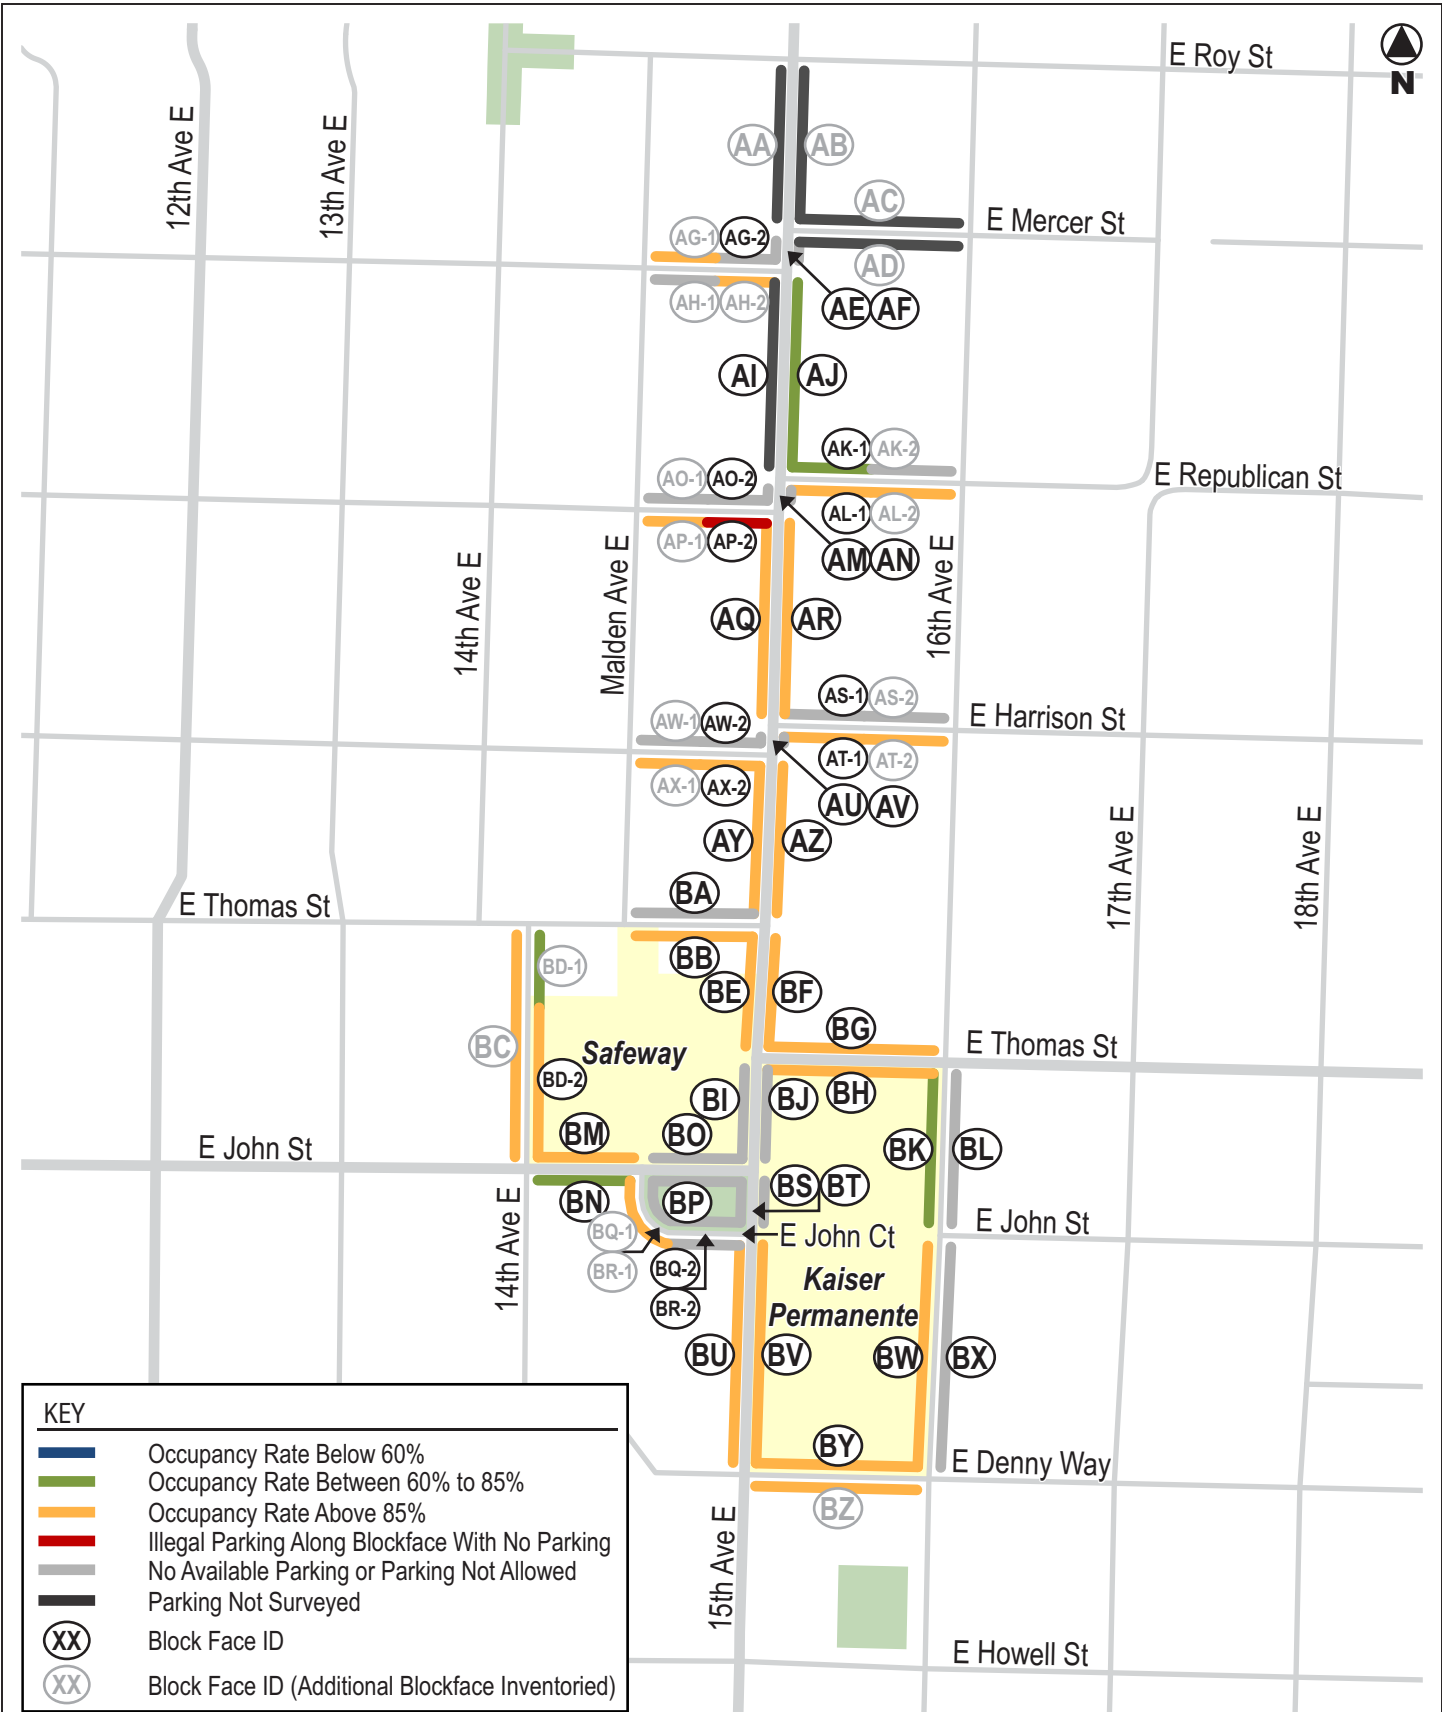 E Roy St
N
12th Ave E
13th Ave E
AA
AB
AC
E Mercer St
AG-1
AG-2
AD
AH-1
AH-2
AE
AF
AI
AJ
AK-1
AK-2
AO-1
AO-2
E Republican St
AL-1
AL-2
AP-1
AP-2
AM
AN
14th Ave E
Malden Ave E
16th Ave E
AQ
AR
AS-1
AS-2
AW-1
AW-2
E Harrison St
AT-1
AT-2
AX-1
AX-2
AU
AV
AY
AZ
17th Ave E
18th Ave E
BA
E Thomas St
BD-1
BB
BE
BF
BG
BC
Safeway
E Thomas St
BD-2
BI
BJ
BH
BM
BO
E John St
BK
BL
BN
BP
BS
BT
14th Ave E
BQ-1
E John Ct
E John St
BR-1
BQ-2
Kaiser
Permanente
BR-2
BU
BV
BW
BX
BY
E Denny Way
BZ
15th Ave E
E Howell St
KEY
Occupancy Rate Below 60%
Occupancy Rate Between 60% to 85%
Occupancy Rate Above 85%
Illegal Parking Along Blockface With No Parking
No Available Parking or Parking Not Allowed
Parking Not Surveyed
XX Block Face ID
XX Block Face ID (Additional Blockface Inventoried)